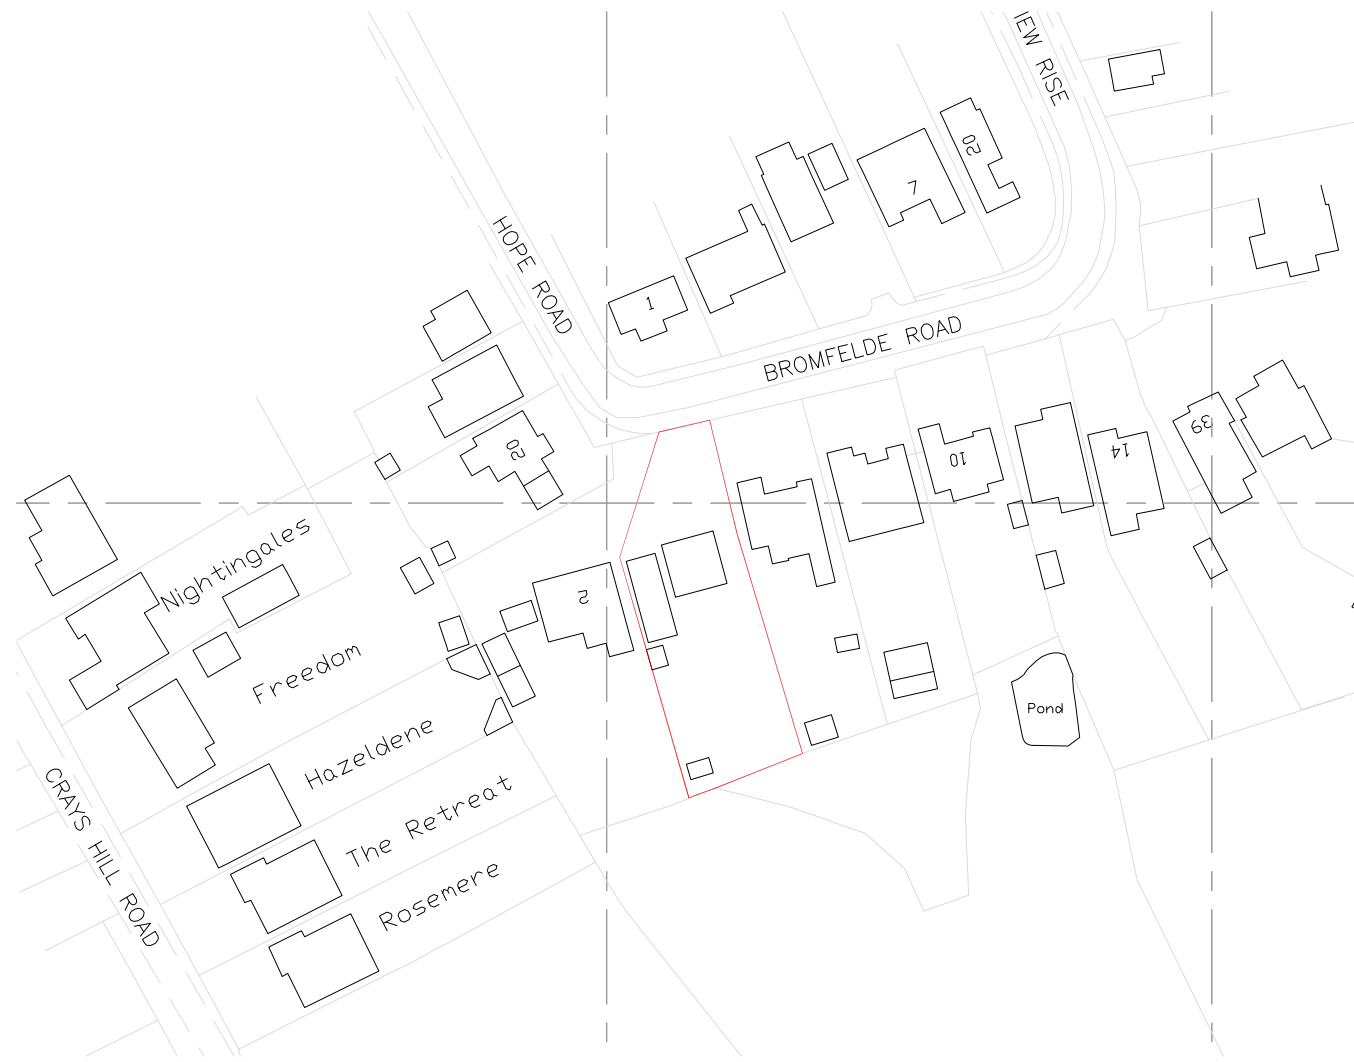 IEW RISE
20
7
HOPE ROAD
1
BROMFELDE ROAD
20
39
10
14
Nightingales
2
Freedom
Pond
Hazeldene
The Retreat
CRAYS HILL ROAD
Rosemere